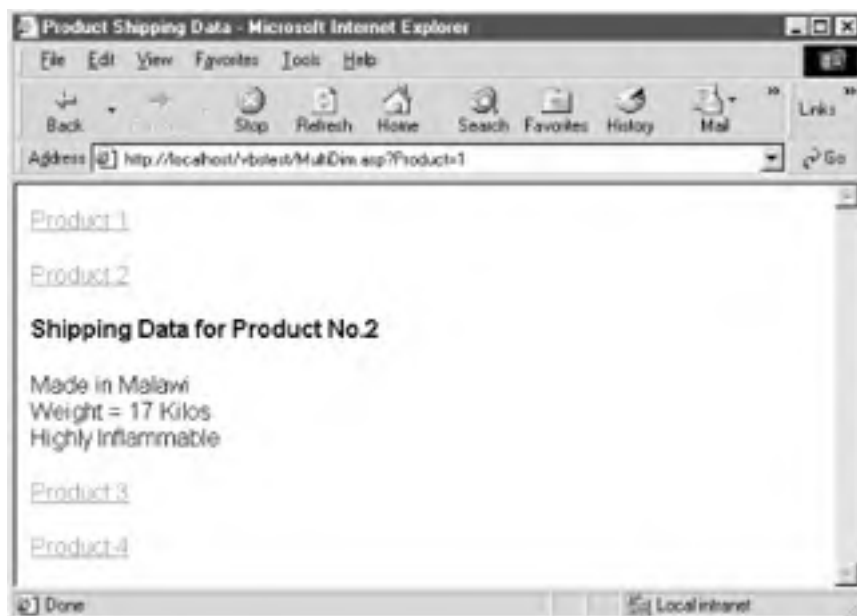 Product Shipping Data - Microsoft Internet Explorer
File Edit View Favorites Tools Help
Back Stop Refresh Home Search Favorites History Mail » Links »
Address http://localhost/vbstest/MultiDim.asp?Product=1 Go
Product 1
Product 2
Shipping Data for Product No.2
Made in Malawi
Weight = 17 Kilos
Highly Inflammable
Product 3
Product 4
Done Local intranet